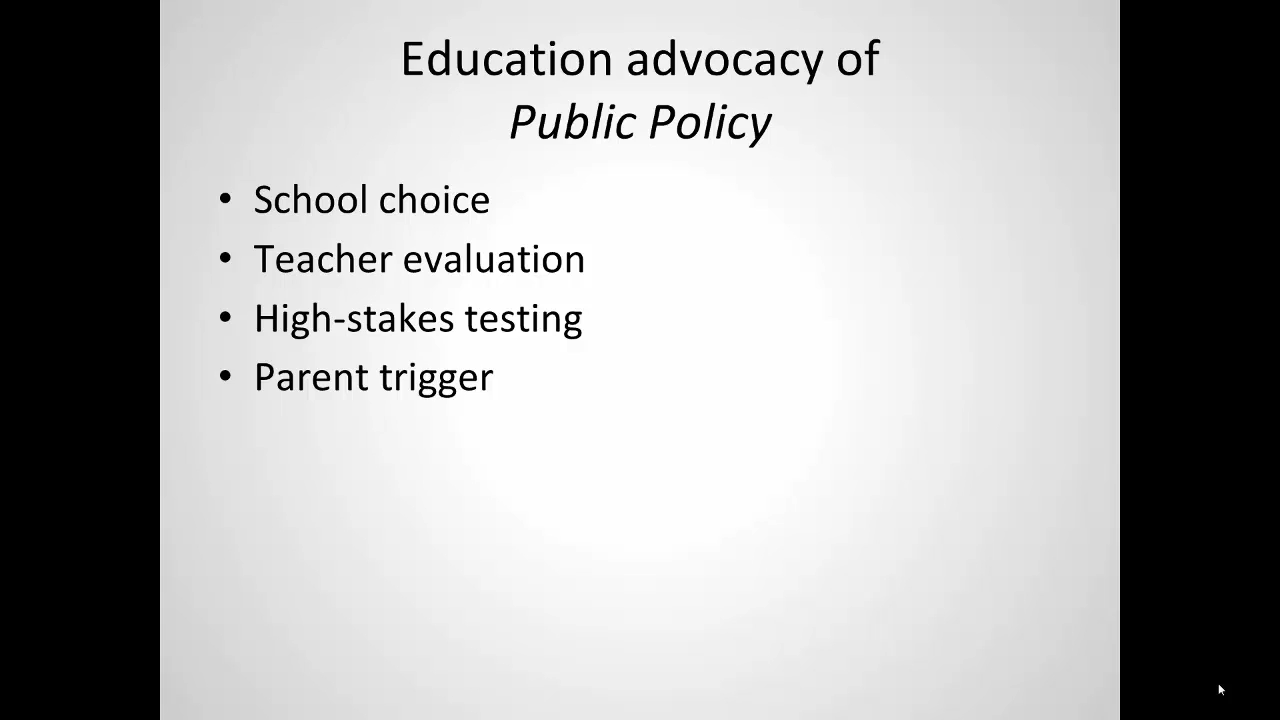 Education advocacy of
Public Policy
• School choice
• Teacher evaluation
• High-stakes testing
• Parent trigger